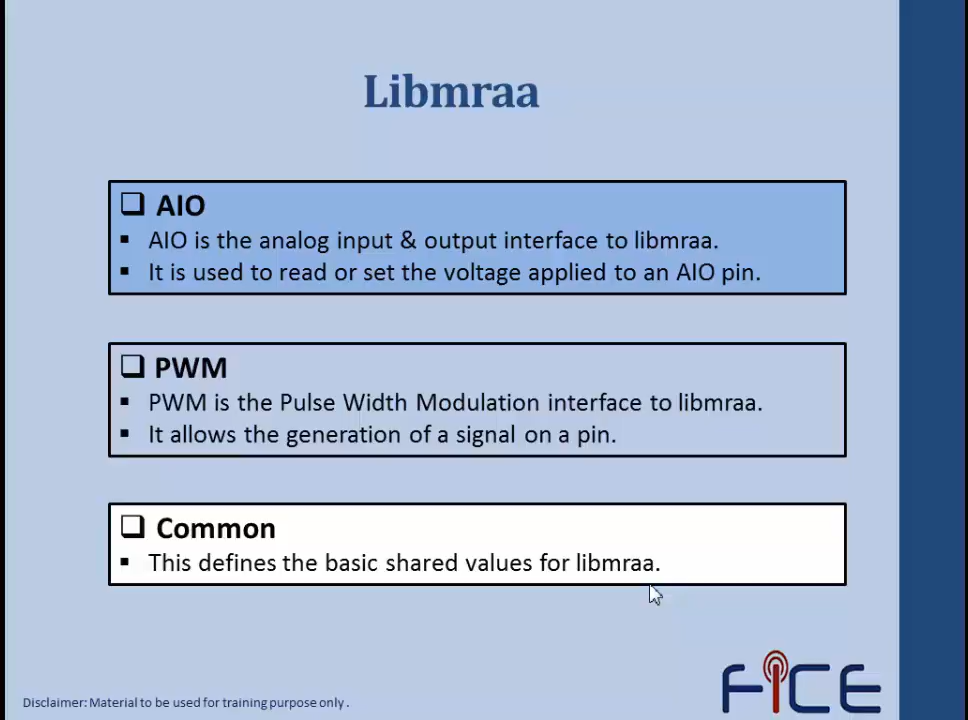 Libmraa
❑ AIO
▪ AIO is the analog input & output interface to libmraa.
▪ It is used to read or set the voltage applied to an AIO pin.
❑ PWM
▪ PWM is the Pulse Width Modulation interface to libmraa.
▪ It allows the generation of a signal on a pin.
❑ Common
▪ This defines the basic shared values for libmraa.
FiCE
Disclaimer: Material to be used for training purpose only .